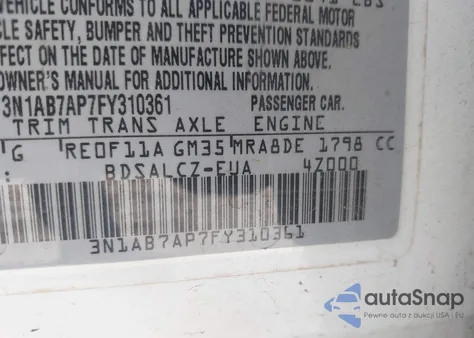 VEHICLE CONFORMS TO ALL APPLICABLE FEDERAL MOTOR
CLE SAFETY, BUMPER AND THEFT PREVENTION STANDARDS
EFFECT ON THE DATE OF MANUFACTURE SHOWN ABOVE.
OWNER'S MANUAL FOR ADDITIONAL INFORMATION.
3N1AB7AP7FY310361 PASSENGER CAR
TRIM TRANS AXLE ENGINE
G RE0F11A GM35 MRA8DE 1798 CC
: BDSALCZ-EUA 4Z000
3N1AB7AP7FY310361
autoSnap
Pewne auta z aukcji USA i EU